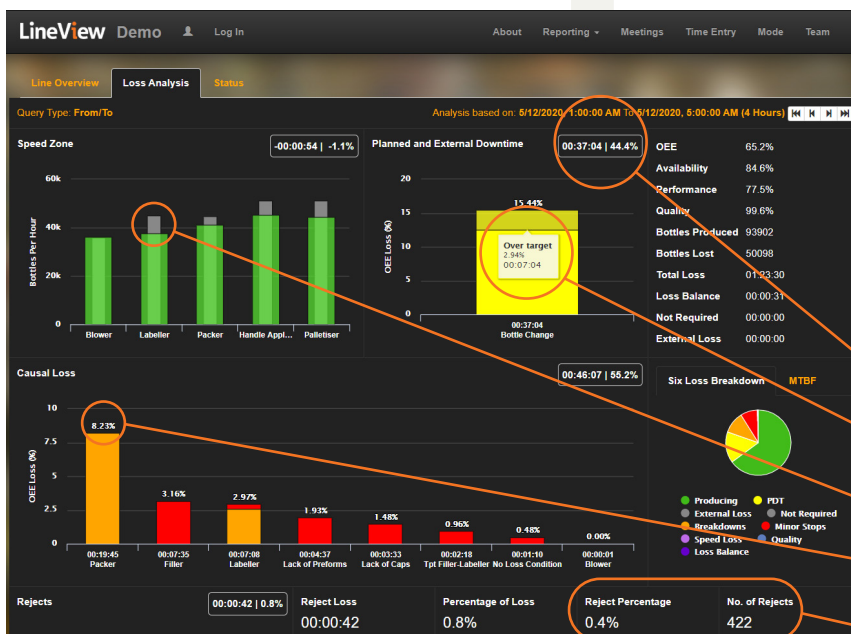 LineView Demo Log In About Reporting Meetings Time Entry Mode Team
Line Overview Loss Analysis Status
Query Type: From/To Analysis based on: 5/12/2020, 1:00:00 AM To 5/12/2020, 5:00:00 AM (4 Hours)
Speed Zone -00:00:54 | -1.1%
60k
40k
20k
0
Bottles Per Hour
Blower Labeller Packer Handle Appl... Palletiser
Planned and External Downtime 00:37:04 | 44.4%
20
15
10
5
0
OEE Loss (%)
15.44%
Over target
2.94%
00:07:04
00:37:04
Bottle Change
OEE 65.2%
Availability 84.6%
Performance 77.5%
Quality 99.6%
Bottles Produced 93902
Bottles Lost 50098
Total Loss 01:23:30
Loss Balance 00:00:31
Not Required 00:00:00
External Loss 00:00:00
Causal Loss 00:46:07 | 55.2%
10
7.5
5
2.5
0
OEE Loss (%)
8.23% 3.16% 2.97% 1.93% 1.48% 0.96% 0.48% 0.00%
00:19:45 00:07:35 00:07:08 00:04:37 00:03:33 00:02:18 00:01:10 00:00:01
Packer Filler Labeller Lack of Preforms Lack of Caps Tpt Filler-Labeller No Loss Condition Blower
Six Loss Breakdown MTBF
Producing PDT
External Loss Not Required
Breakdowns Minor Stops
Speed Loss Quality
Loss Balance
Rejects 00:00:42 | 0.8%
Reject Loss Percentage of Loss Reject Percentage No. of Rejects
00:00:42 0.8% 0.4% 422